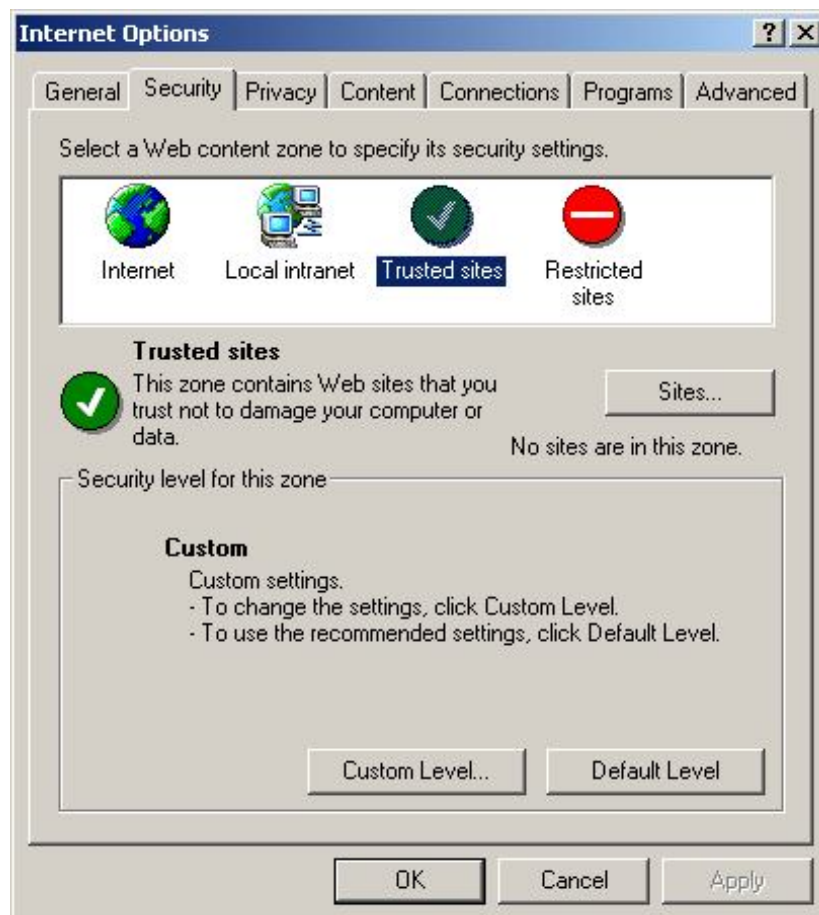 Internet Options
General Security Privacy Content Connections Programs Advanced
Select a Web content zone to specify its security settings.
Internet Local intranet Trusted sites Restricted
sites
Trusted sites
This zone contains Web sites that you
trust not to damage your computer or
data.
Sites...
No sites are in this zone.
Security level for this zone
Custom
Custom settings.
- To change the settings, click Custom Level.
- To use the recommended settings, click Default Level.
Custom Level... Default Level
OK Cancel Apply